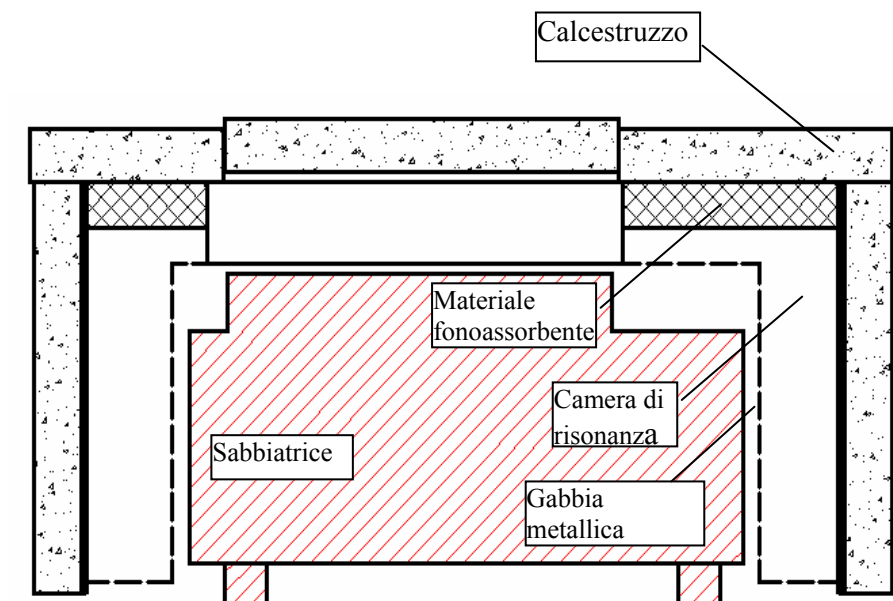 Calcestruzzo
Materiale
fonoassorbente
Camera di
risonanza
Sabbiatrice
Gabbia
metallica